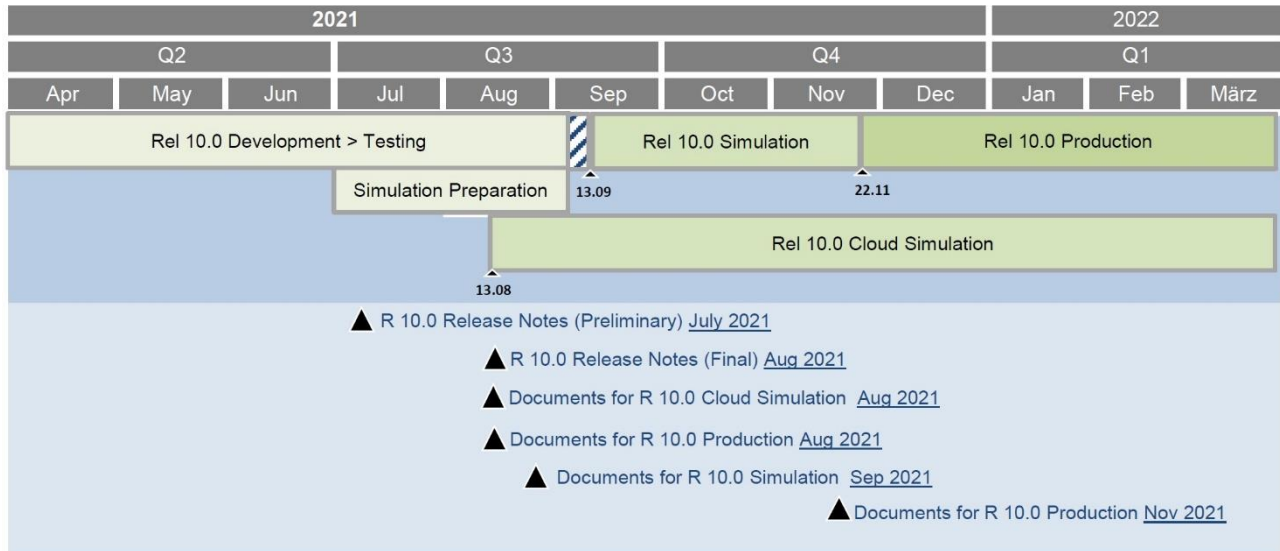 2021 2022
Q2 Q3 Q4 Q1
Apr May Jun Jul Aug Sep Oct Nov Dec Jan Feb März
Rel 10.0 Development > Testing Rel 10.0 Simulation Rel 10.0 Production
Simulation Preparation 13.09 22.11
Rel 10.0 Cloud Simulation
13.08
R 10.0 Release Notes (Preliminary) July 2021
R 10.0 Release Notes (Final) Aug 2021
Documents for R 10.0 Cloud Simulation Aug 2021
Documents for R 10.0 Production Aug 2021
Documents for R 10.0 Simulation Sep 2021
Documents for R 10.0 Production Nov 2021